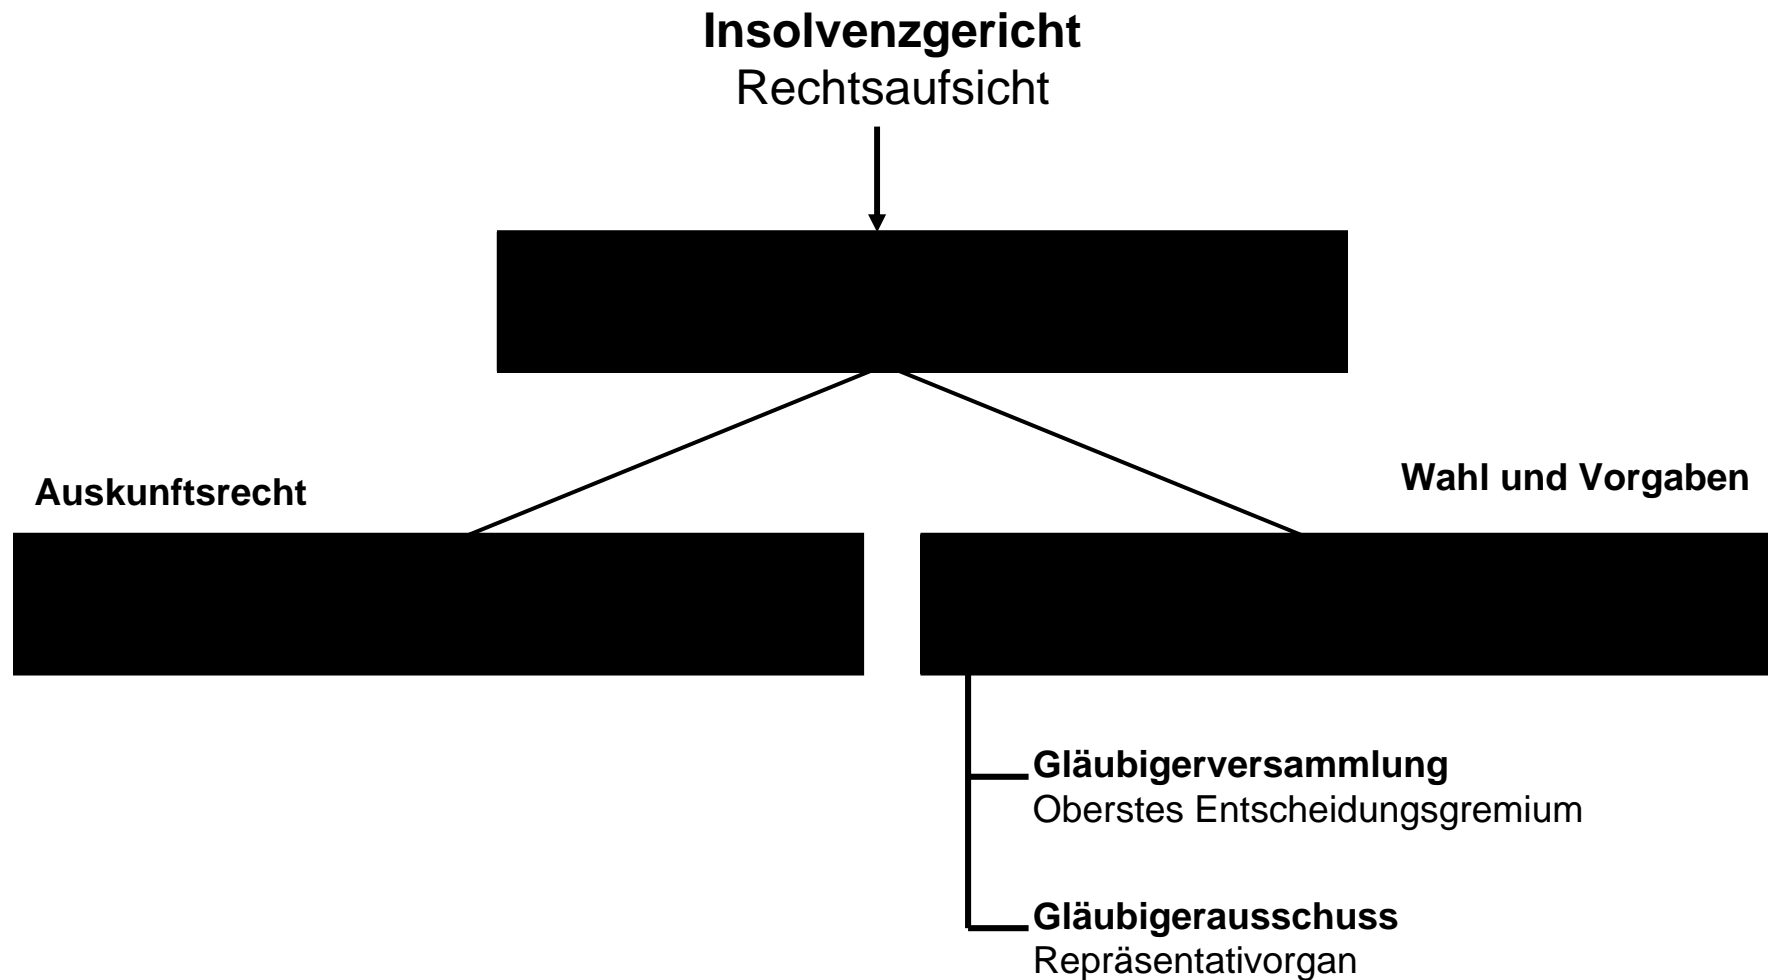 Insolvenzgericht
Rechtsaufsicht
Auskunftsrecht
Wahl und Vorgaben
Gläubigerversammlung
Oberstes Entscheidungsgremium
Gläubigerausschuss
Repräsentativorgan